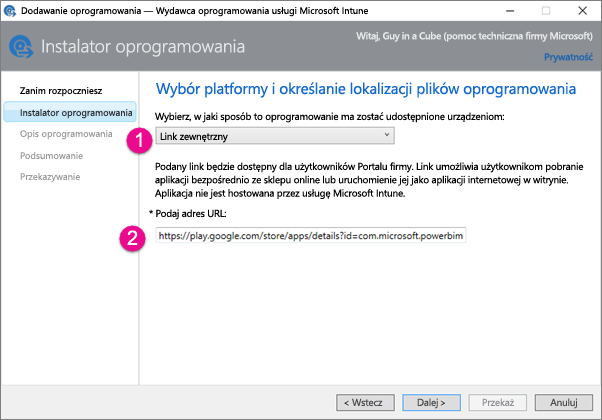 Dodawanie oprogramowania — Wydawca oprogramowania usługi Microsoft Intune
Instalator oprogramowania
Witaj, Guy in a Cube (pomoc techniczna firmy Microsoft)
Prywatność
Zanim rozpoczniesz
Instalator oprogramowania
Opis oprogramowania
Podsumowanie
Przekazywanie
Wybór platformy i określanie lokalizacji plików oprogramowania
Wybierz, w jaki sposób to oprogramowanie ma zostać udostępnione urządzeniom:
1
Link zewnętrzny
Podany link będzie dostępny dla użytkowników Portalu firmy. Link umożliwia użytkownikom pobranie
aplikacji bezpośrednio ze sklepu online lub uruchomienie jej jako aplikacji internetowej w witrynie.
Aplikacja nie jest hostowana przez usługę Microsoft Intune.
* Podaj adres URL:
2
https://play.google.com/store/apps/details?id=com.microsoft.powerbim
< Wstecz
Dalej >
Przekaż
Anuluj